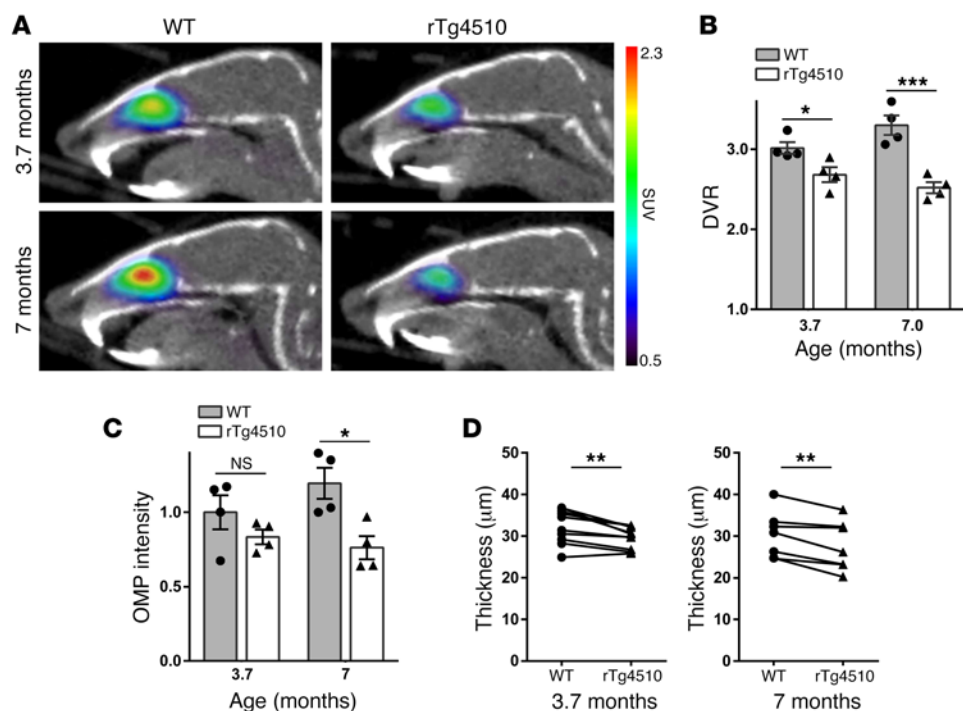 A
WT
rTg4510
3.7 months
7 months
2.3
SUV
0.5
B
WT
rTg4510
*
***
DVR
3.0
2.0
1.0
3.7
7.0
Age (months)
C
WT
rTg4510
NS
*
OMP intensity
1.0
0.5
0.0
3.7
7
Age (months)
D
**
Thickness (μm)
50
40
30
20
10
0
WT
rTg4510
3.7 months
**
Thickness (μm)
50
40
30
20
10
0
WT
rTg4510
7 months